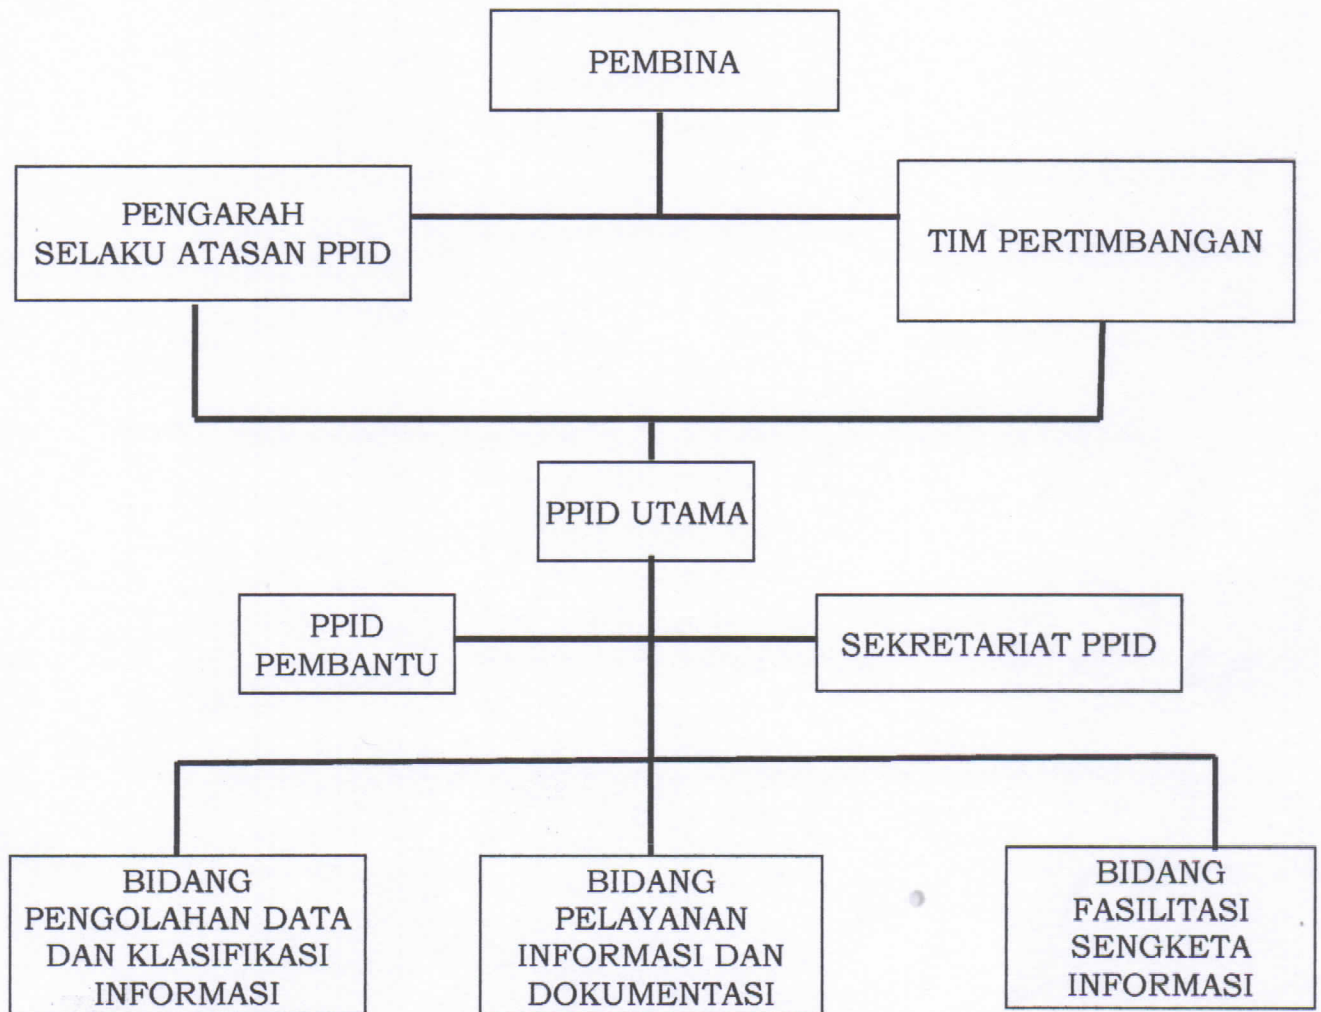 PEMBINA
PENGARAH
SELAKU ATASAN PPID
TIM PERTIMBANGAN
PPID UTAMA
PPID
PEMBANTU
SEKRETARIAT PPID
BIDANG
PENGOLAHAN DATA
DAN KLASIFIKASI
INFORMASI
BIDANG
PELAYANAN
INFORMASI DAN
DOKUMENTASI
BIDANG
FASILITASI
SENGKETA
INFORMASI